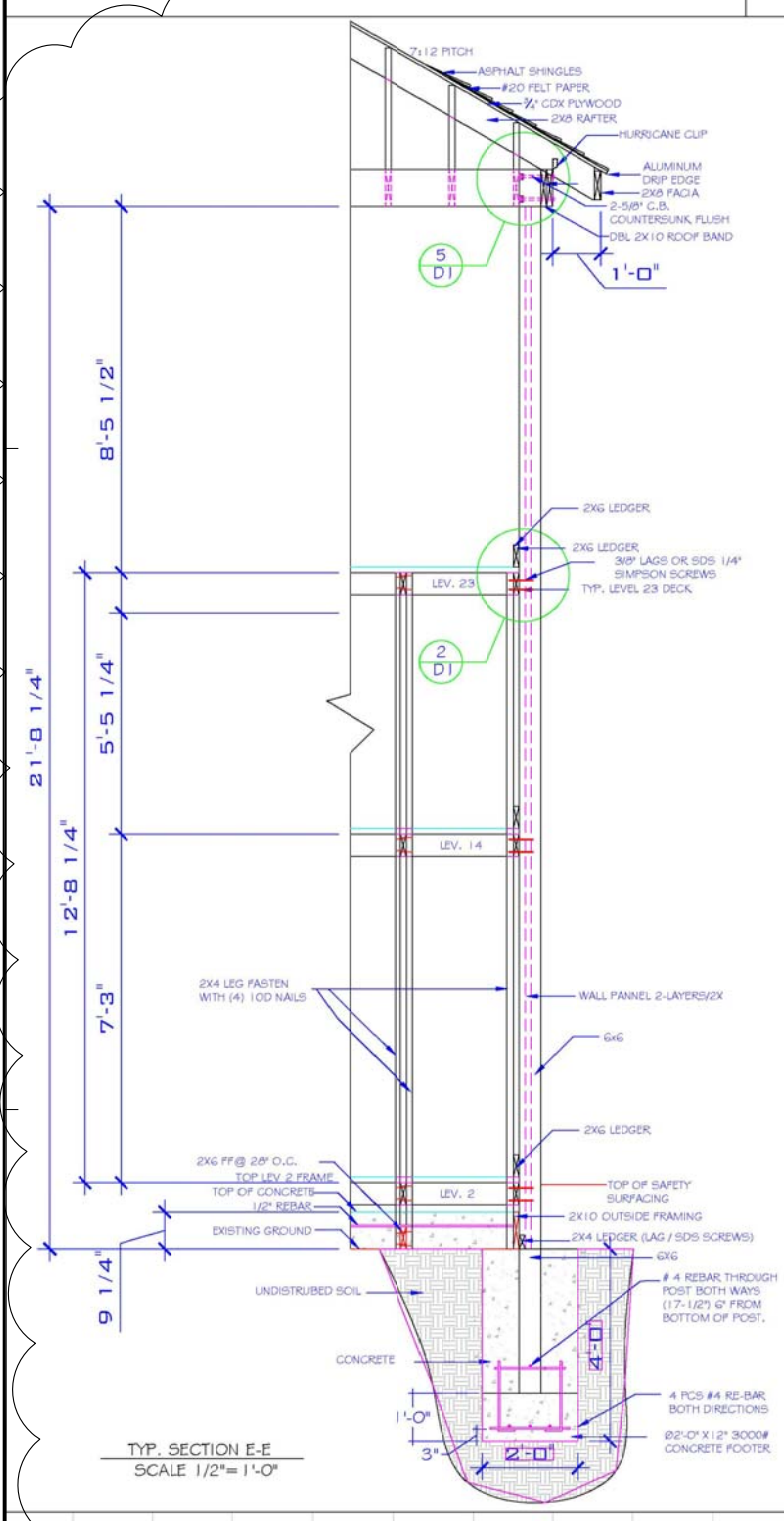 7:12 PITCH
ASPHALT SHINGLES
#20 FELT PAPER
3/4" CDX PLYWOOD
2X8 RAFTER
HURRICANE CLIP
ALUMINUM
DRIP EDGE
2X8 FACIA
2-5/8" C.B.
COUNTERSUNK FLUSH
DBL 2X10 ROOF BAND
5
D1
1'-0"
8'-5 1/2"
2X6 LEDGER
2X6 LEDGER
3/8" LAGS OR SDS 1/4"
SIMPSON SCREWS
TYP. LEVEL 23 DECK
LEV. 23
2
D1
21'-8 1/4"
5'-5 1/4"
12'-8 1/4"
LEV. 14
7'-3"
2X4 LEG FASTEN
WITH (4) 10D NAILS
WALL PANNEL 2-LAYERS/2X
6x6
2X6 LEDGER
2X6 FF@ 28" O.C.
TOP LEV 2 FRAME
TOP OF CONCRETE
1/2" REBAR
EXISTING GROUND
LEV. 2
TOP OF SAFETY
SURFACING
2X10 OUTSIDE FRAMING
2X4 LEDGER (LAG / SDS SCREWS)
6X6
9 1/4"
UNDISTRUBED SOIL
# 4 REBAR THROUGH
POST BOTH WAYS
(17-1/2") 6" FROM
BOTTOM OF POST.
CONCRETE
4'-0"
1'-0"
3"
2'-0"
4 PCS #4 RE-BAR
BOTH DIRECTIONS
Ø2'-0" X12" 3000#
CONCRETE FOOTER
TYP. SECTION E-E
SCALE 1/2"= 1'-0"